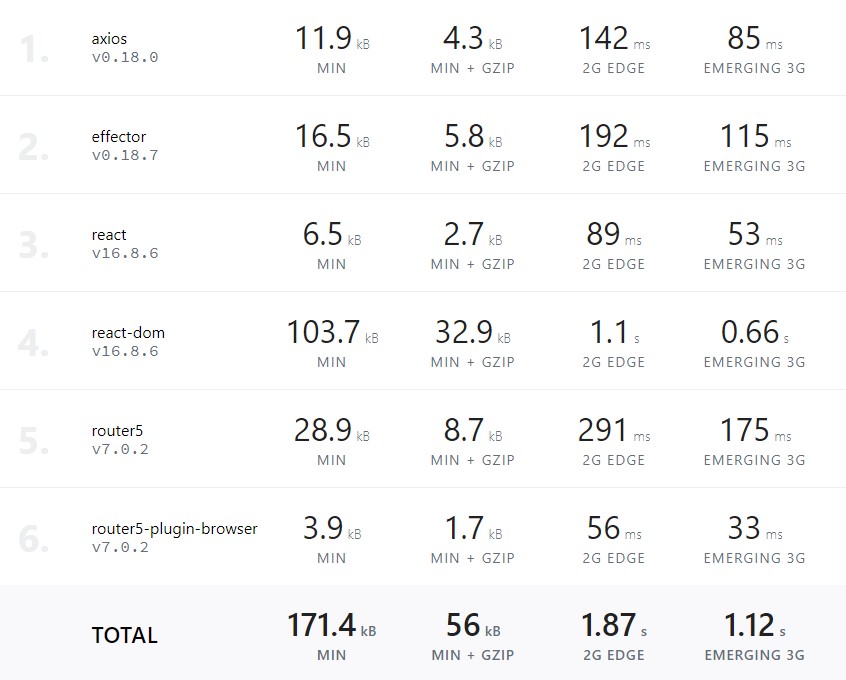 1. axios 11.9 kB 4.3 kB 142 ms 85 ms
v0.18.0 MIN MIN + GZIP 2G EDGE EMERGING 3G
2. effector 16.5 kB 5.8 kB 192 ms 115 ms
v0.18.7 MIN MIN + GZIP 2G EDGE EMERGING 3G
3. react 6.5 kB 2.7 kB 89 ms 53 ms
v16.8.6 MIN MIN + GZIP 2G EDGE EMERGING 3G
4. react-dom 103.7 kB 32.9 kB 1.1 s 0.66 s
v16.8.6 MIN MIN + GZIP 2G EDGE EMERGING 3G
5. router5 28.9 kB 8.7 kB 291 ms 175 ms
v7.0.2 MIN MIN + GZIP 2G EDGE EMERGING 3G
6. router5-plugin-browser 3.9 kB 1.7 kB 56 ms 33 ms
v7.0.2 MIN MIN + GZIP 2G EDGE EMERGING 3G
TOTAL 171.4 kB 56 kB 1.87 s 1.12 s
MIN MIN + GZIP 2G EDGE EMERGING 3G